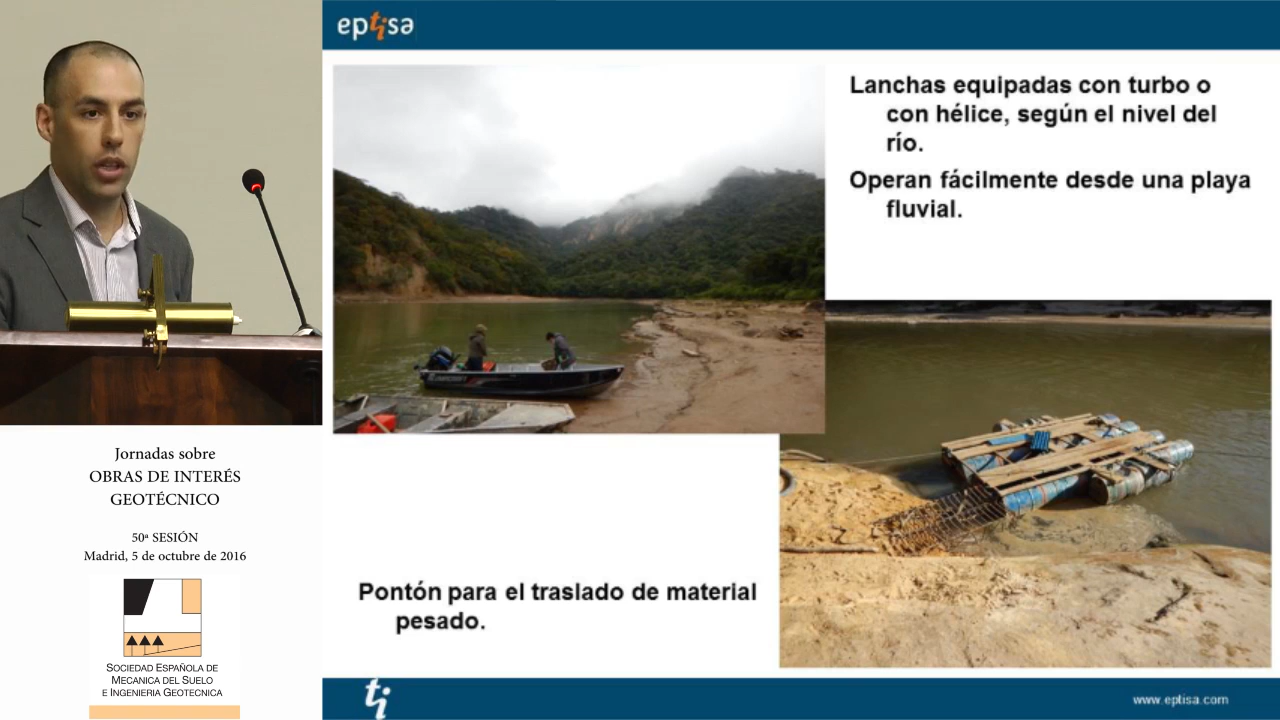 eptisa
Lanchas equipadas con turbo o
con hélice, según el nivel del
río.
Operan fácilmente desde una playa
fluvial.
Pontón para el traslado de material
pesado.
www.eptisa.com
Jornadas sobre
OBRAS DE INTERÉS
GEOTÉCNICO
50ª SESIÓN
Madrid, 5 de octubre de 2016
SOCIEDAD ESPAÑOLA DE
MECANICA DEL SUELO
E INGENIERIA GEOTECNICA